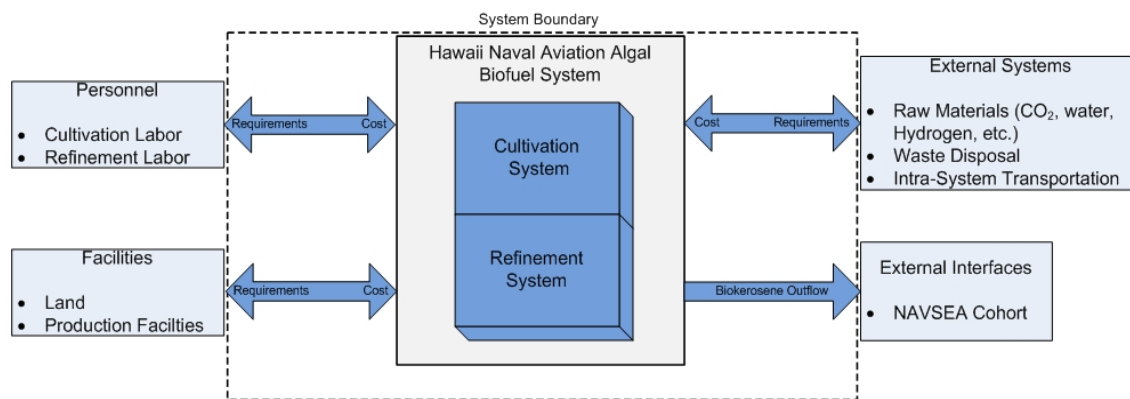 System Boundary
Hawaii Naval Aviation Algal
Biofuel System
Personnel
• Cultivation Labor
• Refinement Labor
Requirements
Cost
Cultivation
System
Cost
Requirements
External Systems
• Raw Materials (CO₂, water,
Hydrogen, etc.)
• Waste Disposal
• Intra-System Transportation
Facilities
• Land
• Production Facilties
Requirements
Cost
Refinement
System
Biokerosene Outflow
External Interfaces
• NAVSEA Cohort